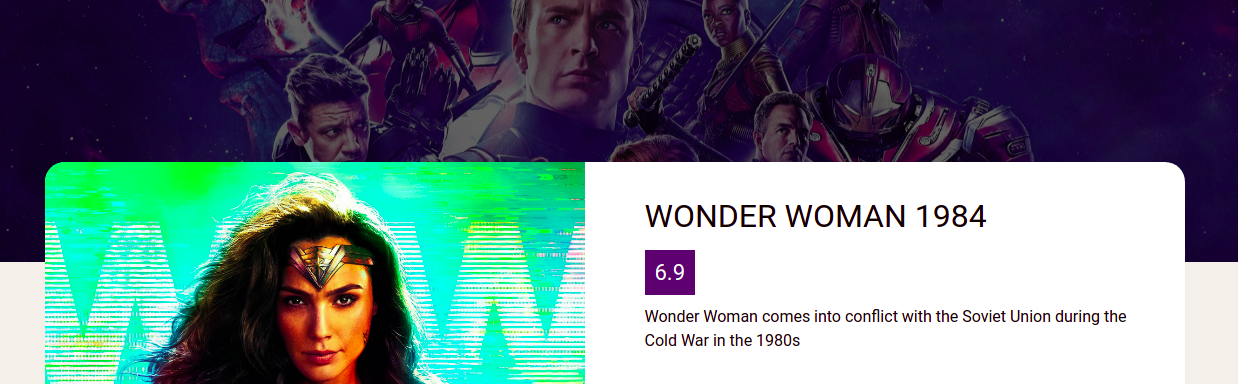 WONDER WOMAN 1984
6.9
Wonder Woman comes into conflict with the Soviet Union during the
Cold War in the 1980s